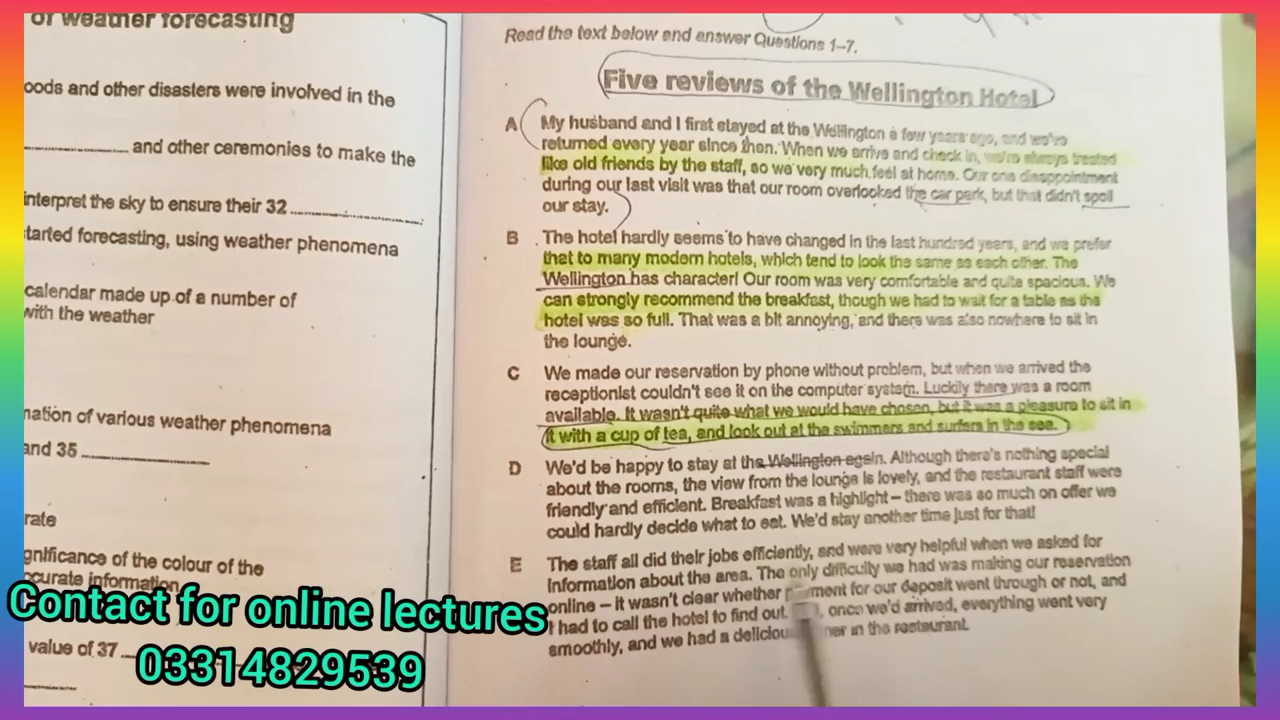 of weather forecasting
oods and other disasters were involved in the
and other ceremonies to make the
interpret the sky to ensure their 32
tarted forecasting, using weather phenomena
calendar made up of a number of
with the weather
nation of various weather phenomena
and 35
rate
gnificance of the colour of the
ccurate information
value of 37
Read the text below and answer Questions 1–7.
Five reviews of the Wellington Hotel
A My husband and I first stayed at the Wellington a few years ago, and we've
returned every year since then. When we arrive and check in, we're always treated
like old friends by the staff, so we very much feel at home. Our one disappointment
during our last visit was that our room overlooked the car park, but that didn't spoil
our stay.
B The hotel hardly seems to have changed in the last hundred years, and we prefer
that to many modern hotels, which tend to look the same as each other. The
Wellington has character! Our room was very comfortable and quite spacious. We
can strongly recommend the breakfast, though we had to wait for a table as the
hotel was so full. That was a bit annoying, and there was also nowhere to sit in
the lounge.
C We made our reservation by phone without problem, but when we arrived the
receptionist couldn't see it on the computer system. Luckily there was a room
available. It wasn't quite what we would have chosen, but it was a pleasure to sit in
it with a cup of tea, and look out at the swimmers and surfers in the sea.
D We'd be happy to stay at the Wellington again. Although there's nothing special
about the rooms, the view from the lounge is lovely, and the restaurant staff were
friendly and efficient. Breakfast was a highlight – there was so much on offer we
could hardly decide what to eat. We'd stay another time just for that!
E The staff all did their jobs efficiently, and were very helpful when we asked for
information about the area. The only difficulty we had was making our reservation
online – it wasn't clear whether payment for our deposit went through or not, and
I had to call the hotel to find out. once we'd arrived, everything went very
smoothly, and we had a delicious in the restaurant.
Contact for online lectures
03314829539